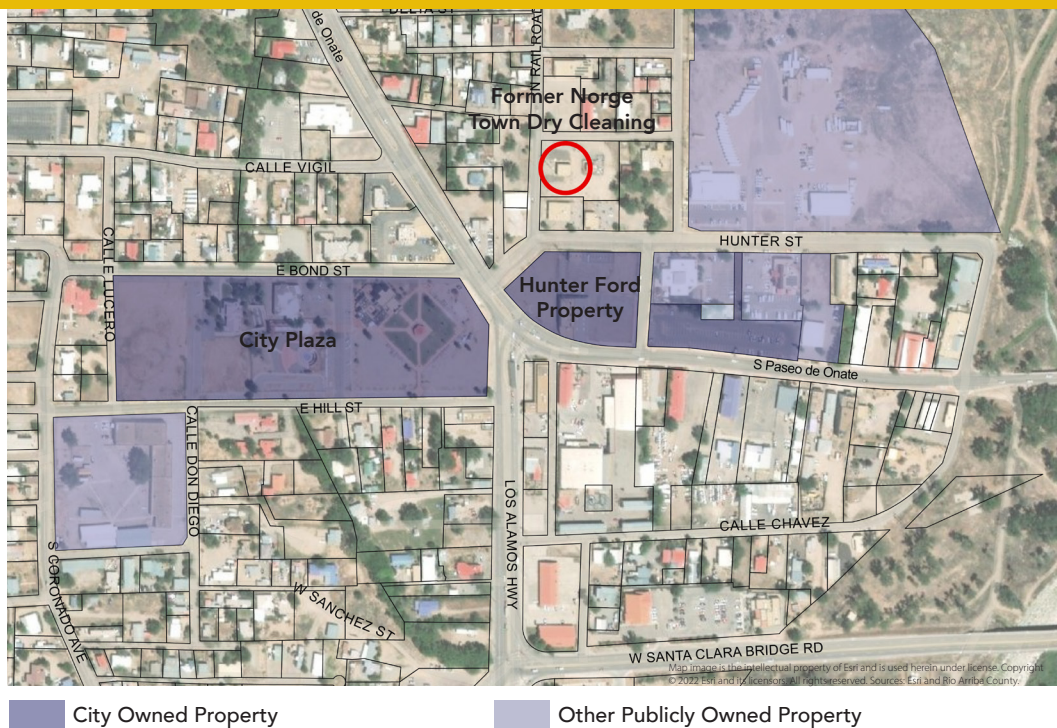 DELTA ST
de Onate
N RAILROAD
Former Norge
Town Dry Cleaning
CALLE VIGIL
HUNTER ST
CALLE LUCERO
E BOND ST
Hunter Ford
Property
City Plaza
S Paseo de Onate
E HILL ST
CALLE DON DIEGO
LOS ALAMOS HWY
CALLE CHAVEZ
S CORONADO AVE
W SANCHEZ ST
W SANTA CLARA BRIDGE RD
Map image is the intellectual property of Esri and is used herein under license. Copyright
© 2022 Esri and its licensors. All rights reserved. Sources: Esri and Rio Arriba County.
City Owned Property
Other Publicly Owned Property